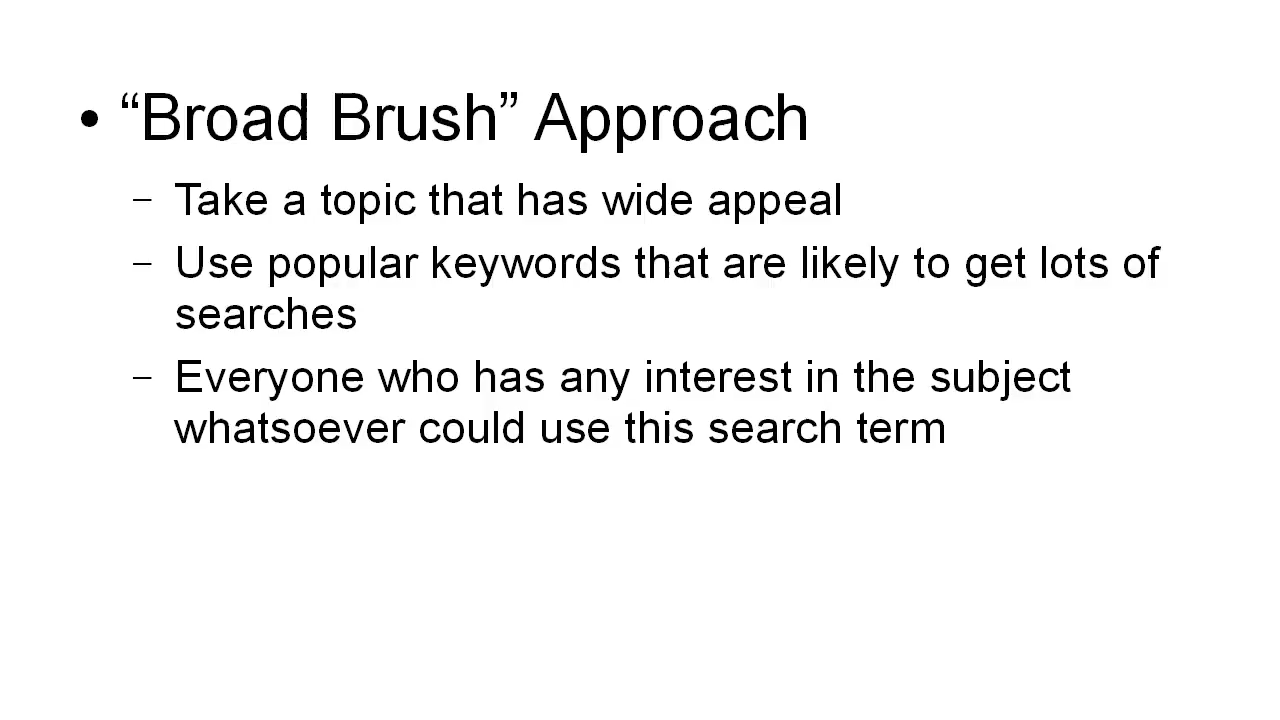 • “Broad Brush” Approach
– Take a topic that has wide appeal
– Use popular keywords that are likely to get lots of
searches
– Everyone who has any interest in the subject
whatsoever could use this search term